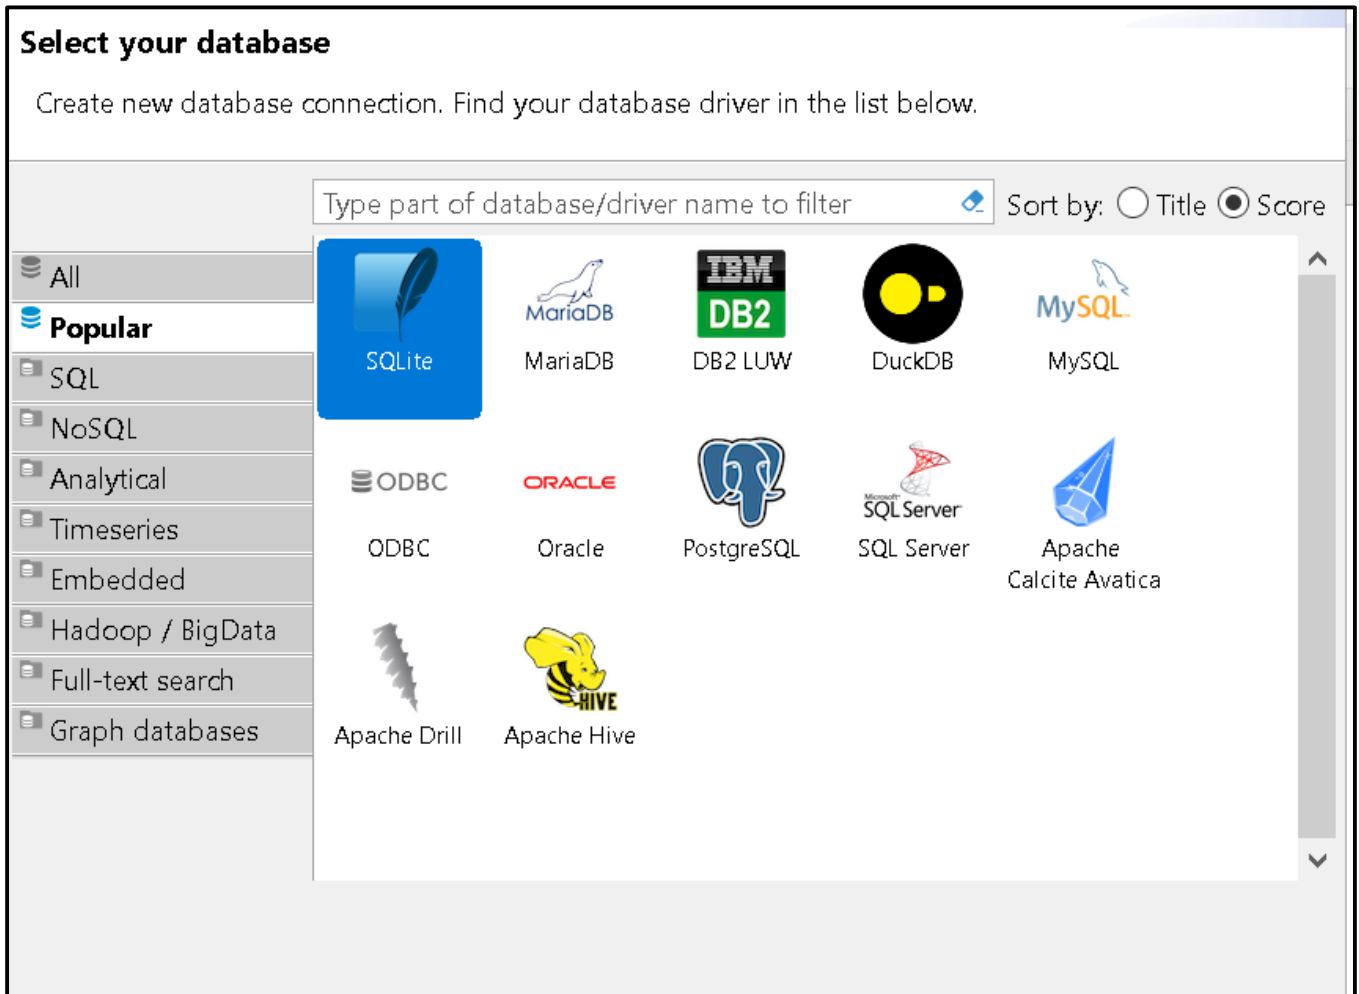 Select your database
Create new database connection. Find your database driver in the list below.
Type part of database/driver name to filter
Sort by: Title Score
All
Popular
SQL
NoSQL
Analytical
Timeseries
Embedded
Hadoop / BigData
Full-text search
Graph databases
MariaDB
IBM
DB2
MySQL
SQLite
MariaDB
DB2 LUW
DuckDB
MySQL
ODBC
ORACLE
Microsoft
SQL Server
ODBC
Oracle
PostgreSQL
SQL Server
Apache
Calcite Avatica
HIVE
Apache Drill
Apache Hive